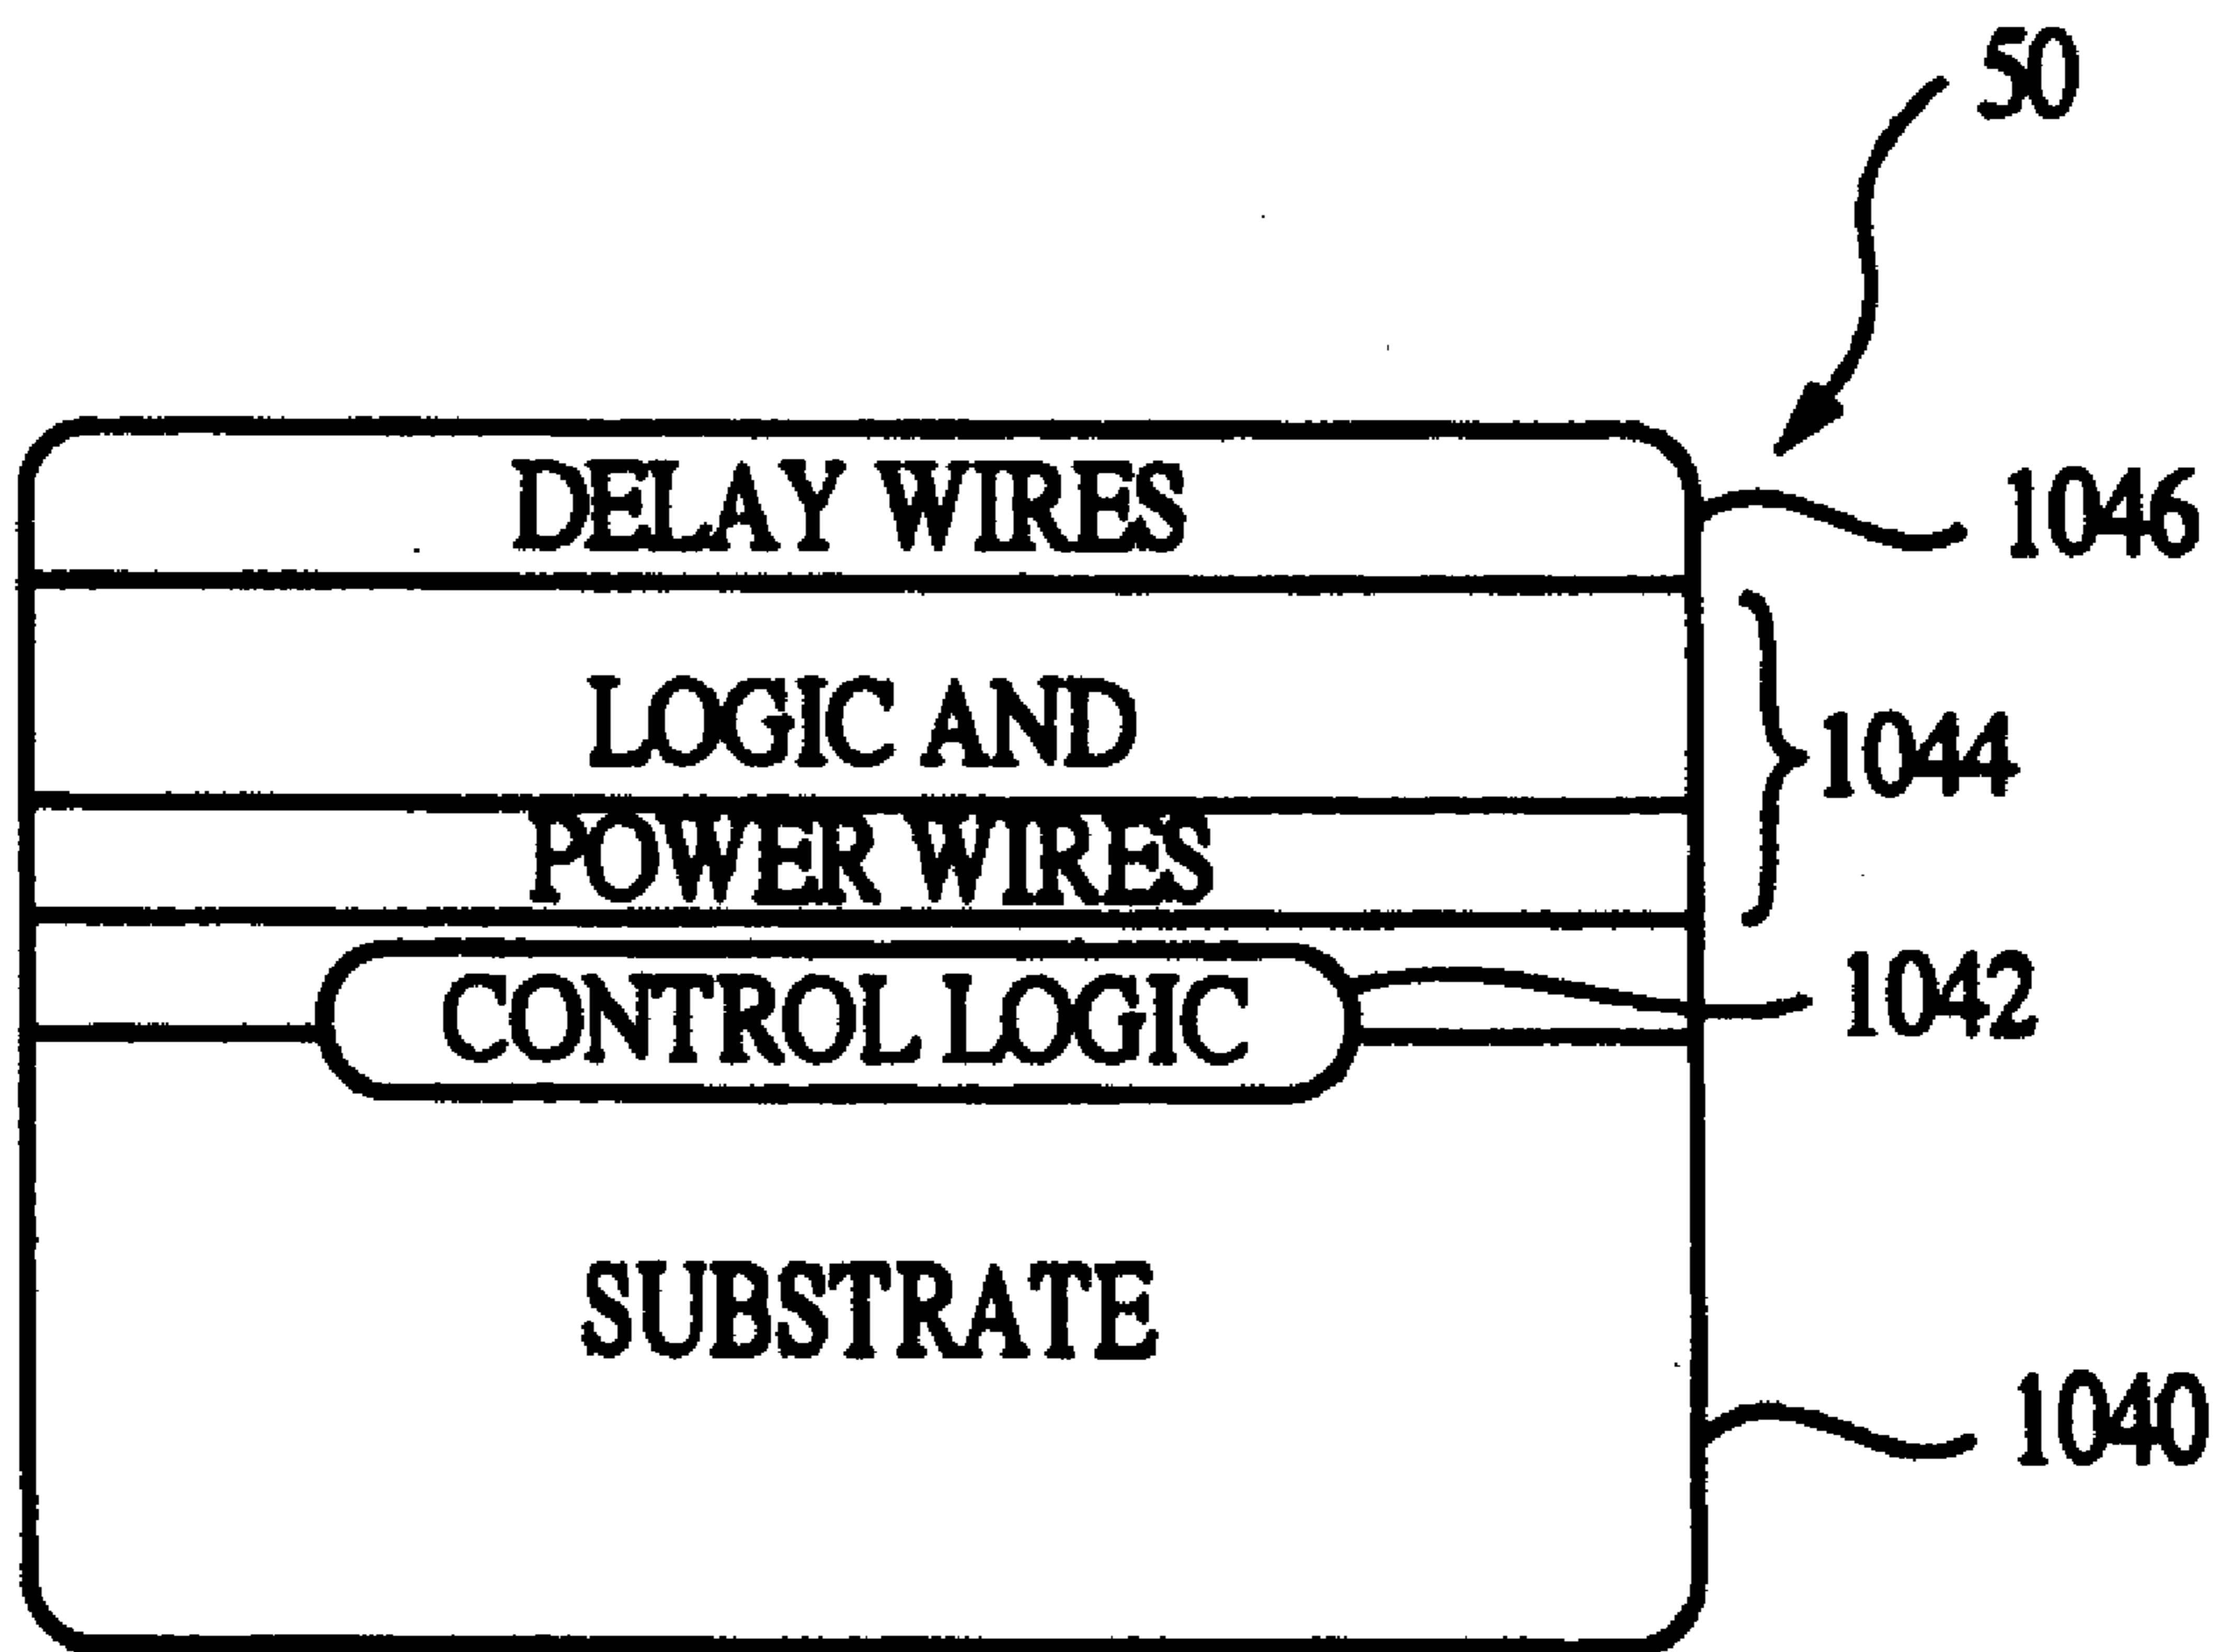 50
DELAY WIRES
1046
LOGIC AND
1044
POWER WIRES
CONTROL LOGIC
1042
SUBSTRATE
1040